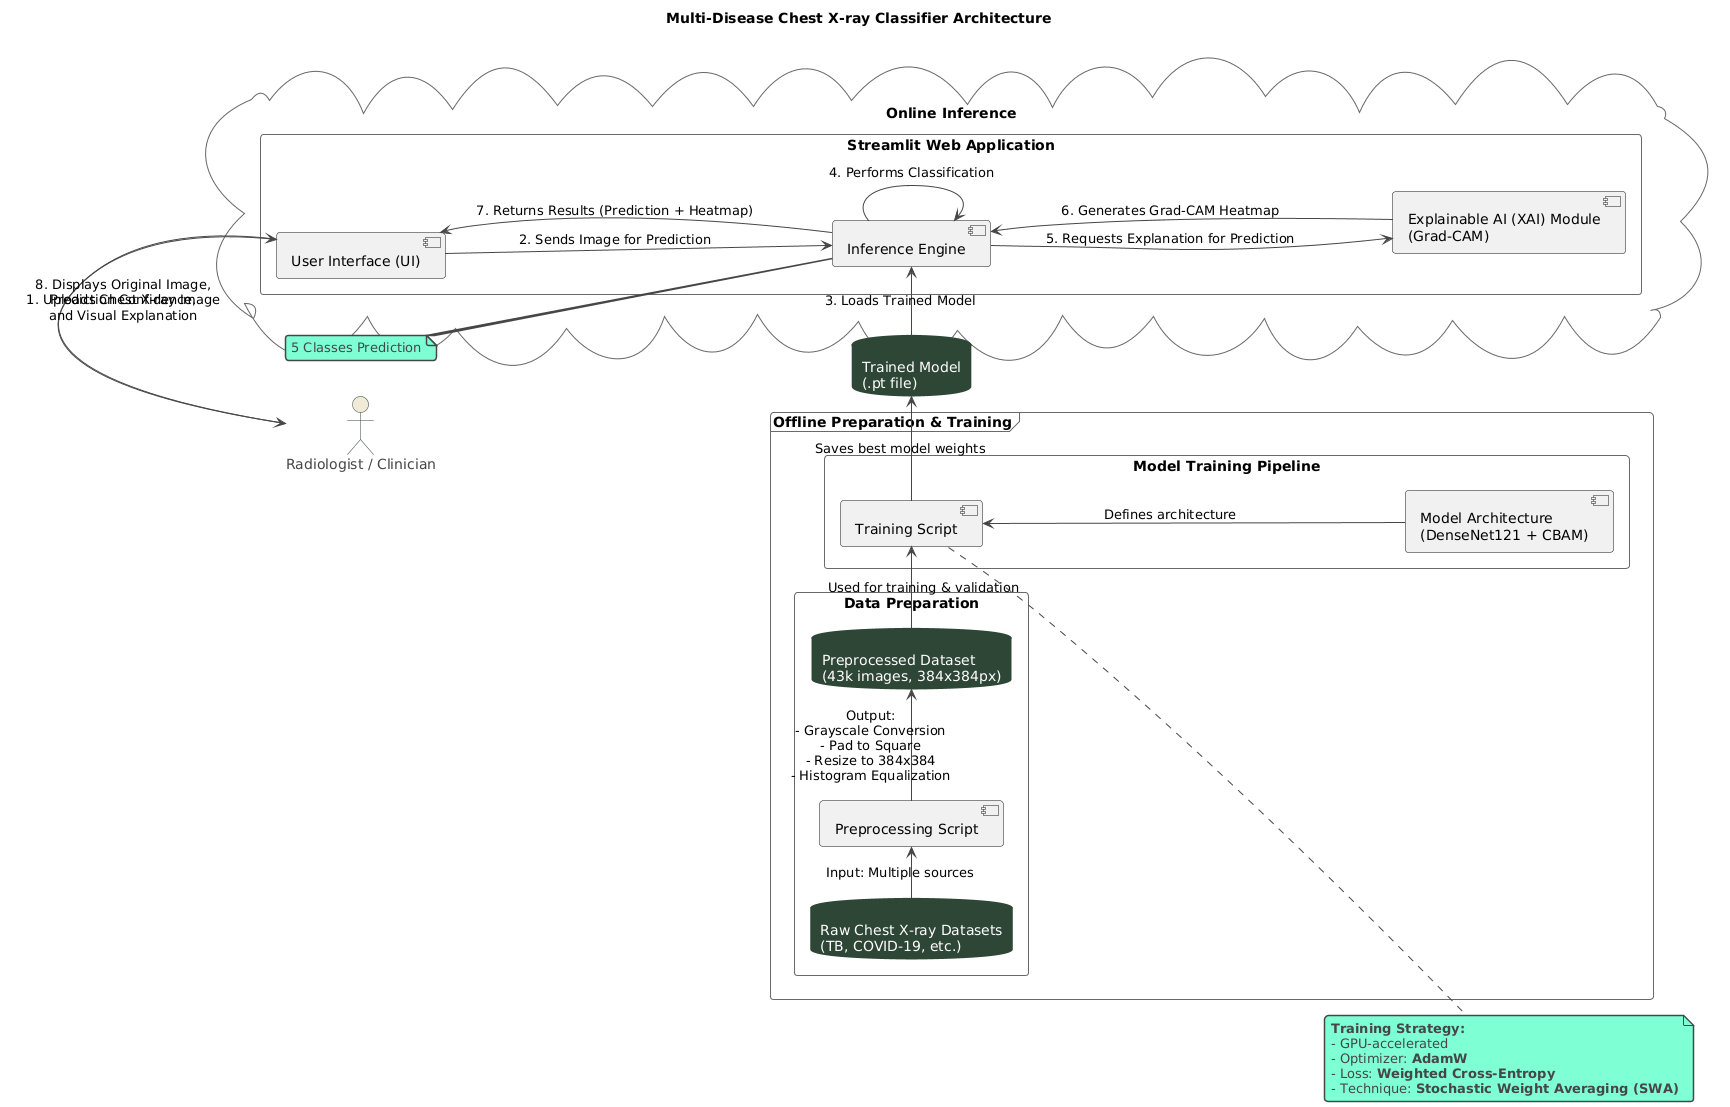 Multi-Disease Chest X-ray Classifier Architecture
Online Inference
Streamlit Web Application
4. Performs Classification
7. Returns Results (Prediction + Heatmap)
6. Generates Grad-CAM Heatmap
2. Sends Image for Prediction
5. Requests Explanation for Prediction
User Interface (UI)
Inference Engine
Explainable AI (XAI) Module
(Grad-CAM)
8. Displays Original Image,
1. Uploads Chest X-ray Image
Prediction Confidence,
and Visual Explanation
3. Loads Trained Model
5 Classes Prediction
Trained Model
(.pt file)
Radiologist / Clinician
Offline Preparation & Training
Saves best model weights
Model Training Pipeline
Training Script
Defines architecture
Model Architecture
(DenseNet121 + CBAM)
Used for training & validation
Data Preparation
Preprocessed Dataset
(43k images, 384x384px)
Output:
- Grayscale Conversion
- Pad to Square
- Resize to 384x384
- Histogram Equalization
Preprocessing Script
Input: Multiple sources
Raw Chest X-ray Datasets
(TB, COVID-19, etc.)
Training Strategy:
- GPU-accelerated
- Optimizer: AdamW
- Loss: Weighted Cross-Entropy
- Technique: Stochastic Weight Averaging (SWA)